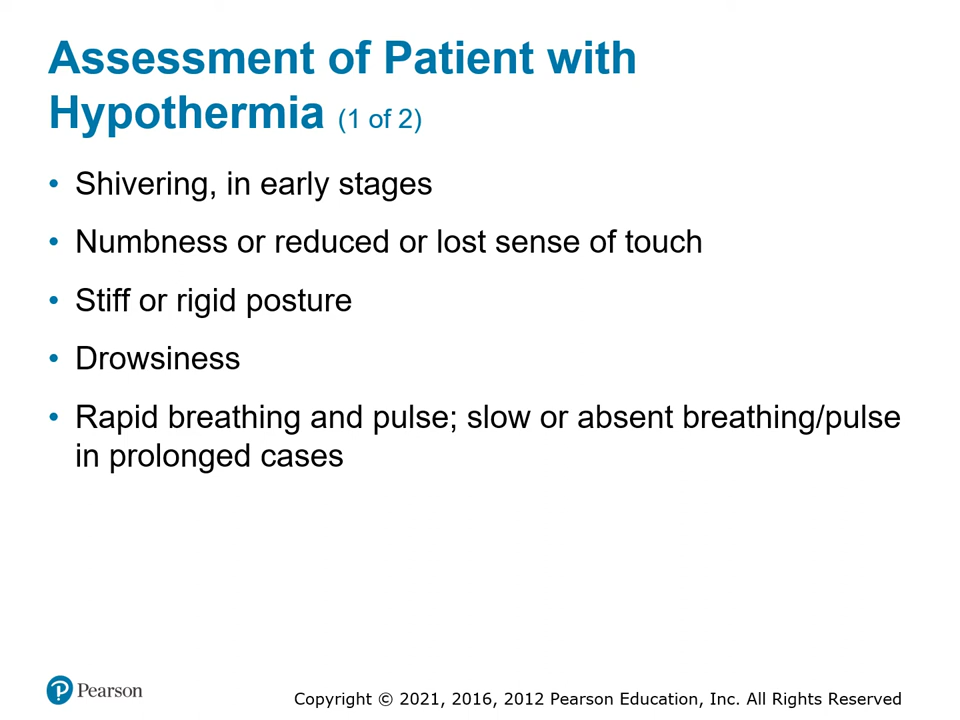 Assessment of Patient with
Hypothermia (1 of 2)
• Shivering, in early stages
• Numbness or reduced or lost sense of touch
• Stiff or rigid posture
• Drowsiness
• Rapid breathing and pulse; slow or absent breathing/pulse
in prolonged cases
Pearson
Copyright © 2021, 2016, 2012 Pearson Education, Inc. All Rights Reserved